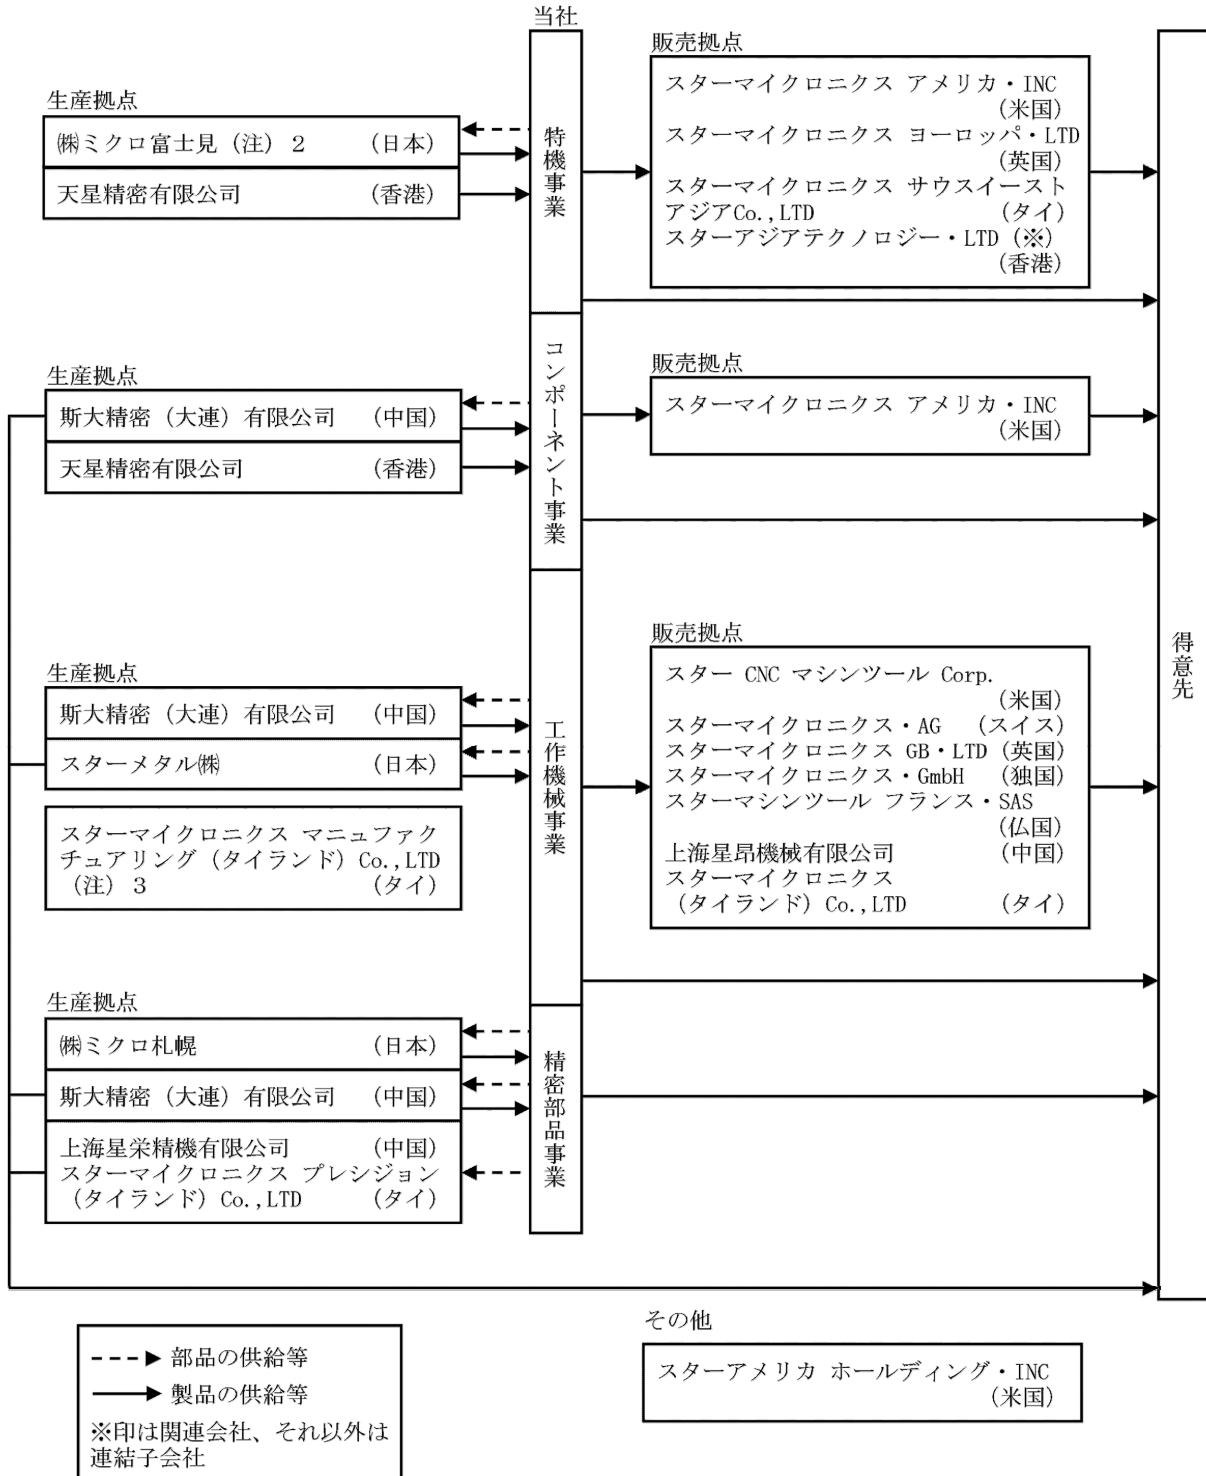 当社
生産拠点
㈱ミクロ富士見（注）２ （日本）
天星精密有限公司 （香港）
特機事業
販売拠点
スターマイクロニクス アメリカ・INC
（米国）
スターマイクロニクス ヨーロッパ・LTD
（英国）
スターマイクロニクス サウスイースト
アジアCo.,LTD （タイ）
スターアジアテクノロジー・LTD（※）
（香港）
生産拠点
斯大精密（大連）有限公司 （中国）
天星精密有限公司 （香港）
コンポーネント事業
販売拠点
スターマイクロニクス アメリカ・INC
（米国）
生産拠点
斯大精密（大連）有限公司 （中国）
スターメタル㈱ （日本）
スターマイクロニクス マニュファク
チュアリング（タイランド）Co.,LTD
（注）３ （タイ）
工作機械事業
販売拠点
スター CNC マシンツール Corp.
（米国）
スターマイクロニクス・AG （スイス）
スターマイクロニクス GB・LTD（英国）
スターマイクロニクス・GmbH （独国）
スターマシンツール フランス・SAS
（仏国）
上海星昂機械有限公司 （中国）
スターマイクロニクス
（タイランド）Co.,LTD （タイ）
得意先
生産拠点
㈱ミクロ札幌 （日本）
斯大精密（大連）有限公司 （中国）
上海星栄精機有限公司 （中国）
スターマイクロニクス プレシジョン
（タイランド）Co.,LTD （タイ）
精密部品事業
部品の供給等
製品の供給等
※印は関連会社、それ以外は
連結子会社
その他
スターアメリカ ホールディング・INC
（米国）